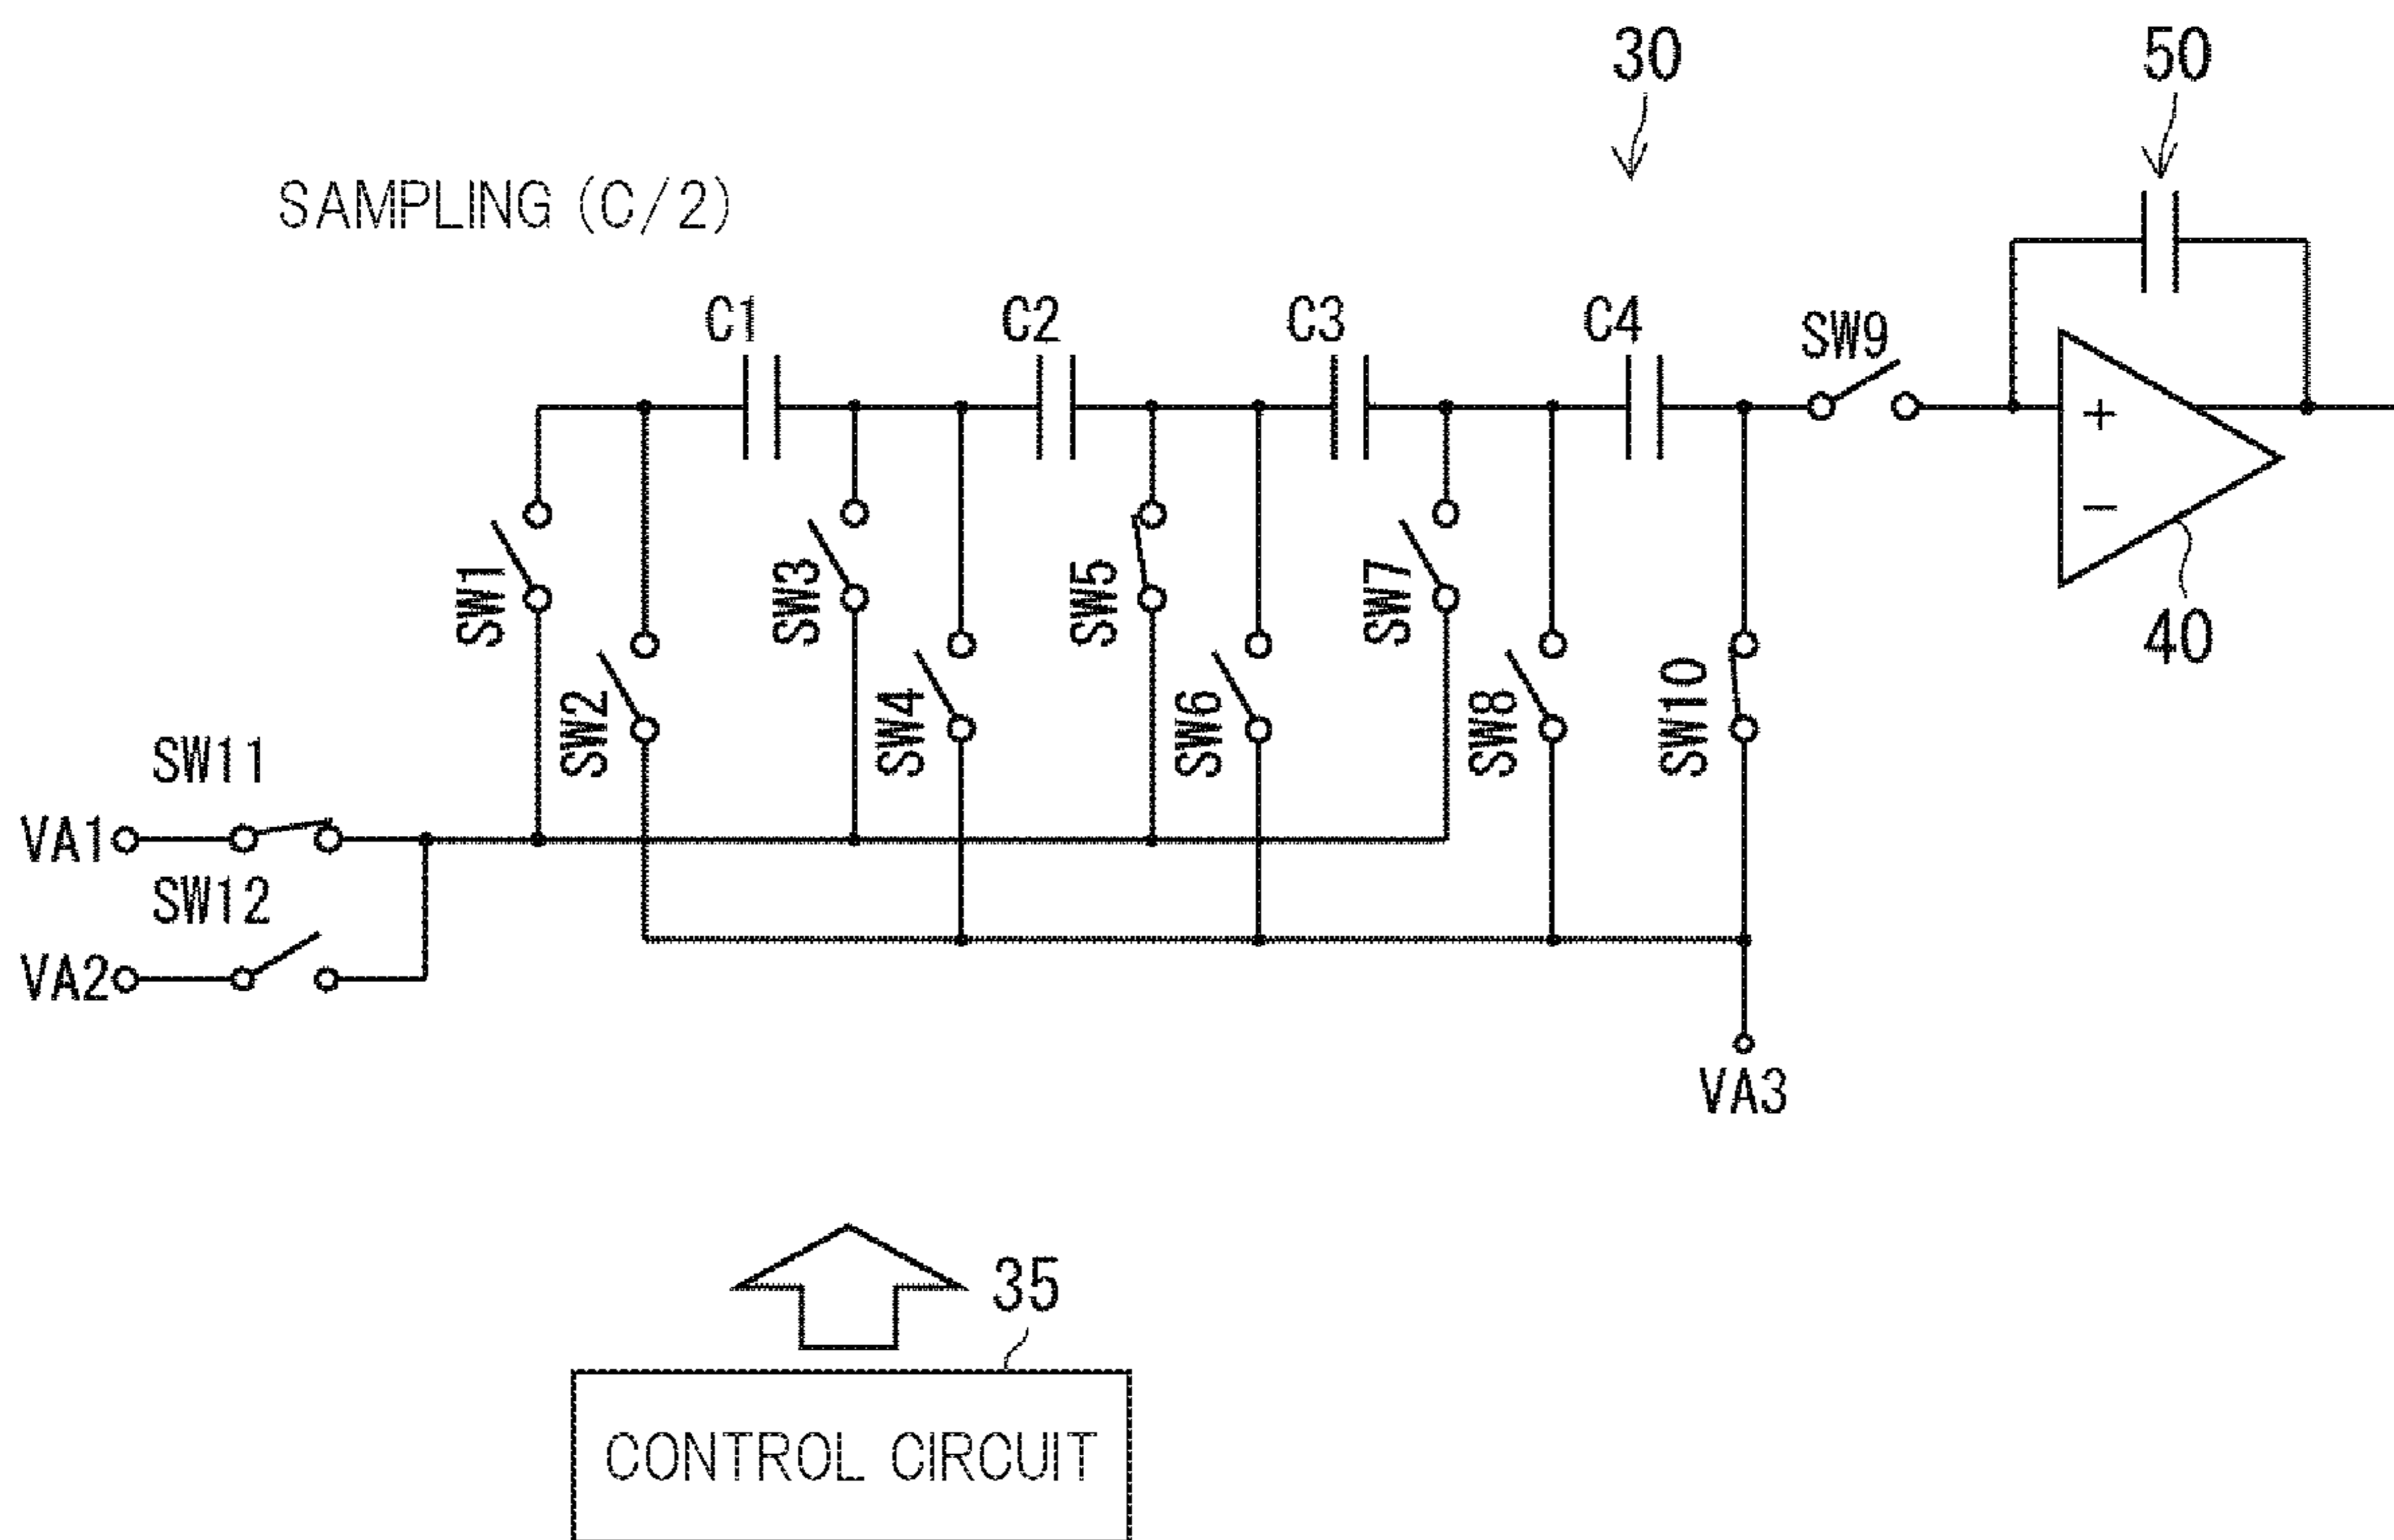 30
50
SAMPLING (C/2)
C1
C2
C3
C4
SW9
+
−
40
SW1
SW3
SW5
SW7
SW2
SW4
SW6
SW8
SW10
SW11
VA1
SW12
VA2
VA3
35
CONTROL CIRCUIT